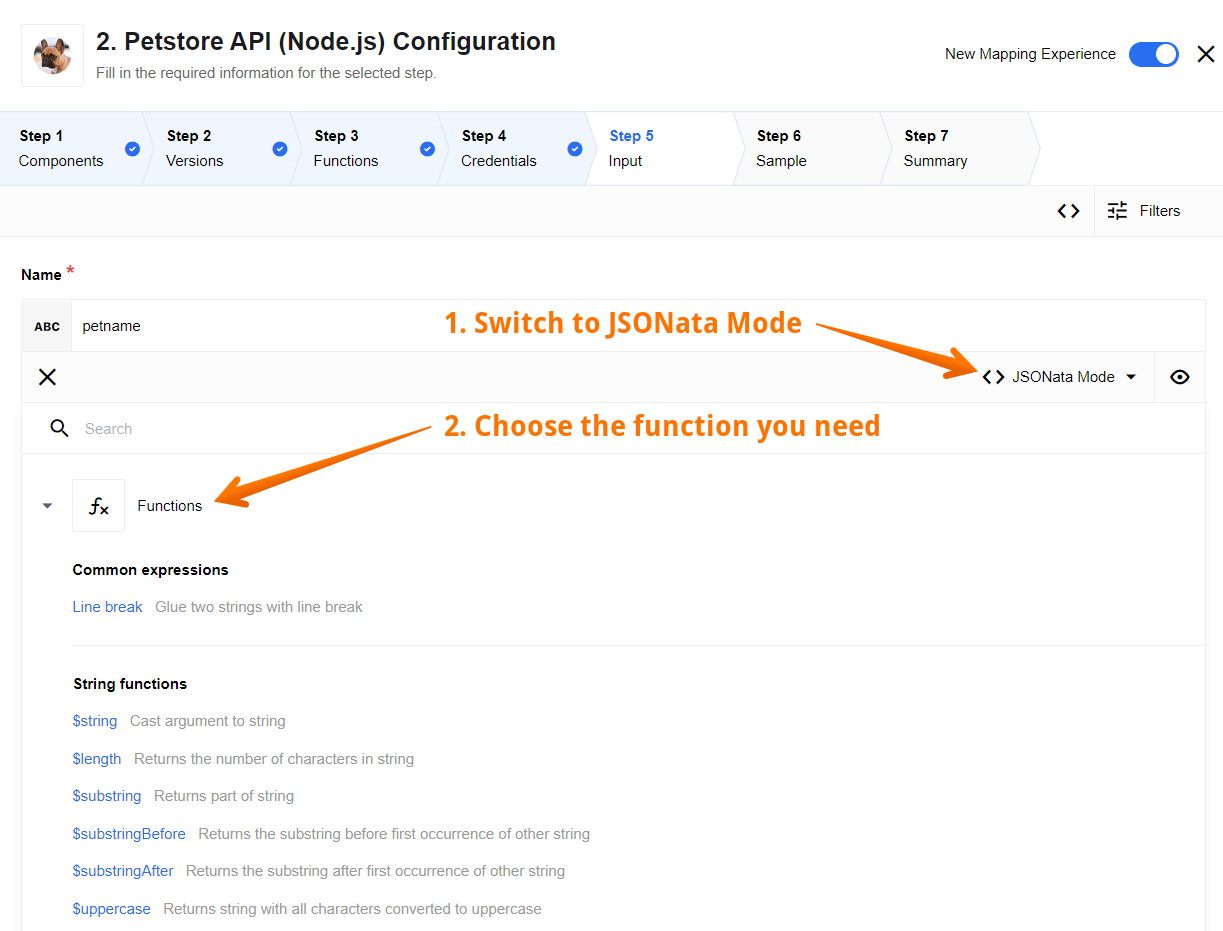 2. Petstore API (Node.js) Configuration
Fill in the required information for the selected step.
New Mapping Experience
Step 1
Components
Step 2
Versions
Step 3
Functions
Step 4
Credentials
Step 5
Input
Step 6
Sample
Step 7
Summary
Filters
Name *
ABC petname
1. Switch to JSONata Mode
JSONata Mode
Search
2. Choose the function you need
fx Functions
Common expressions
Line break Glue two strings with line break
String functions
$string Cast argument to string
$length Returns the number of characters in string
$substring Returns part of string
$substringBefore Returns the substring before first occurrence of other string
$substringAfter Returns the substring after first occurrence of other string
$uppercase Returns string with all characters converted to uppercase